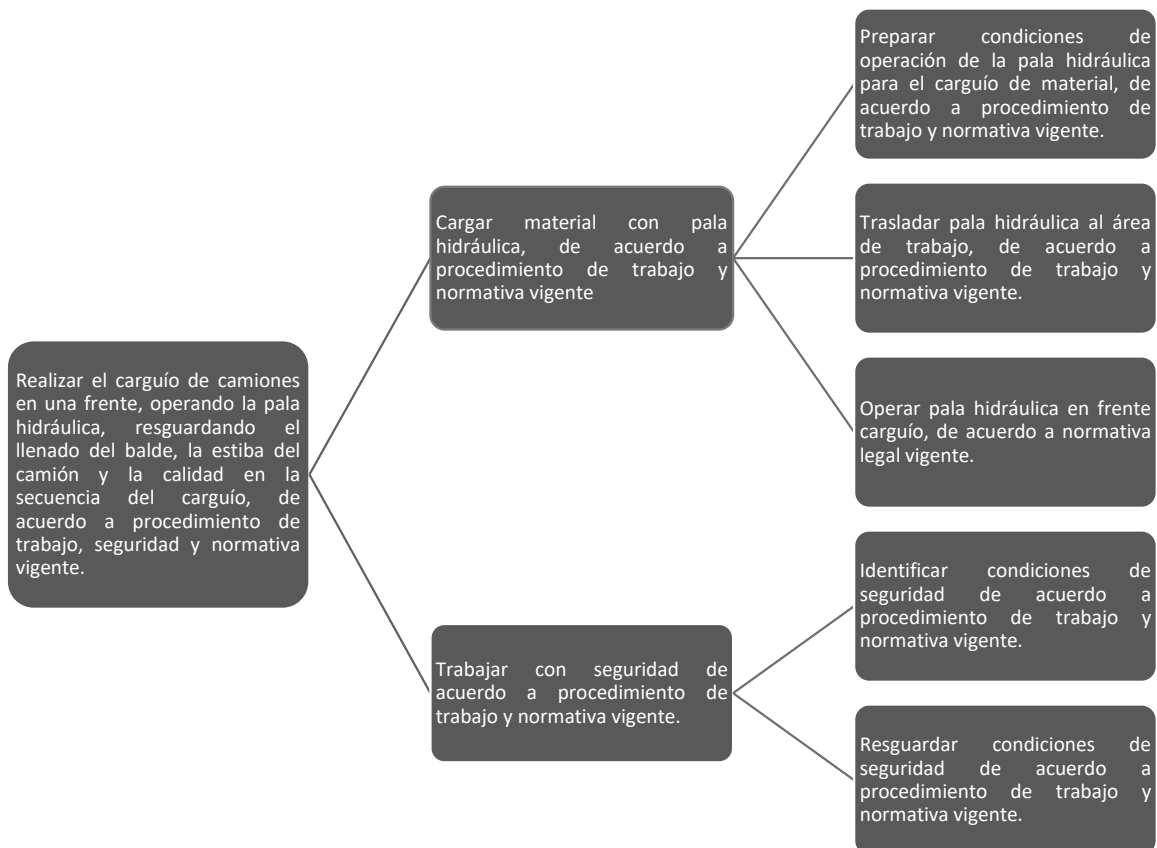 Realizar el carguío de camiones
en una frente, operando la pala
hidráulica, resguardando el
llenado del balde, la estiba del
camión y la calidad en la
secuencia del carguío, de
acuerdo a procedimiento de
trabajo, seguridad y normativa
vigente.
Cargar material con pala
hidráulica, de acuerdo a
procedimiento de trabajo y
normativa vigente
Preparar condiciones de
operación de la pala hidráulica
para el carguío de material, de
acuerdo a procedimiento de
trabajo y normativa vigente.
Trasladar pala hidráulica al área
de trabajo, de acuerdo a
procedimiento de trabajo y
normativa vigente.
Operar pala hidráulica en frente
carguío, de acuerdo a normativa
legal vigente.
Trabajar con seguridad de
acuerdo a procedimiento de
trabajo y normativa vigente.
Identificar condiciones de
seguridad de acuerdo a
procedimiento de trabajo y
normativa vigente.
Resguardar condiciones de
seguridad de acuerdo a
procedimiento de trabajo y
normativa vigente.